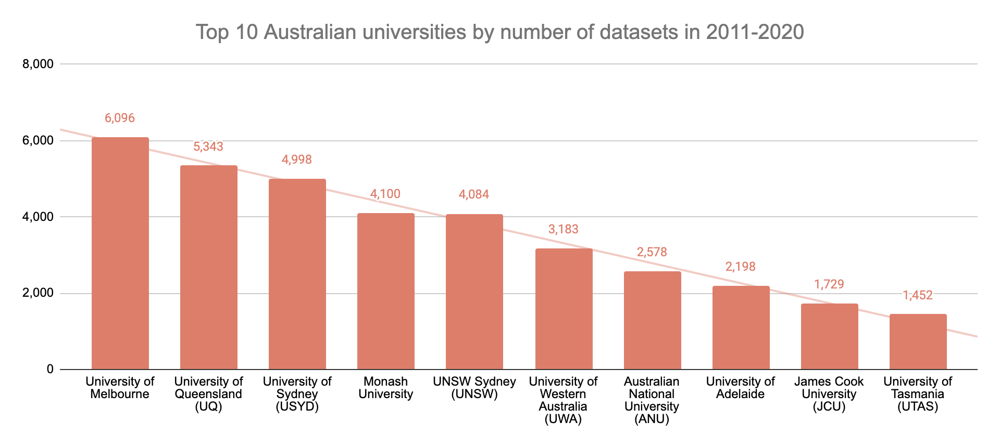 Top 10 Australian universities by number of datasets in 2011-2020
8,000
6,000
4,000
2,000
0
6,096
5,343
4,998
4,100
4,084
3,183
2,578
2,198
1,729
1,452
University of
Melbourne
University of
Queensland
(UQ)
University of
Sydney
(USYD)
Monash
University
UNSW Sydney
(UNSW)
University of
Western
Australia
(UWA)
Australian
National
University
(ANU)
University of
Adelaide
James Cook
University
(JCU)
University of
Tasmania
(UTAS)